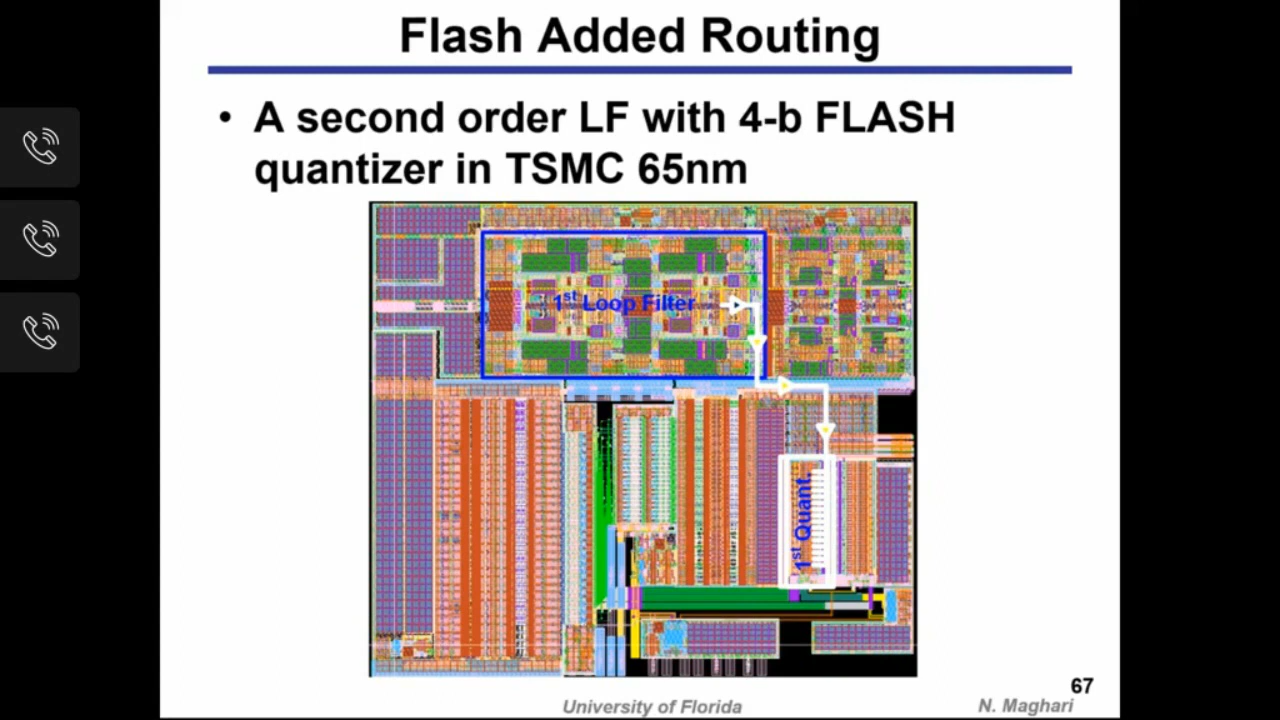 Flash Added Routing
• A second order LF with 4-b FLASH
quantizer in TSMC 65nm
1st Loop Filter
1st Quant.
67
University of Florida
N. Maghari